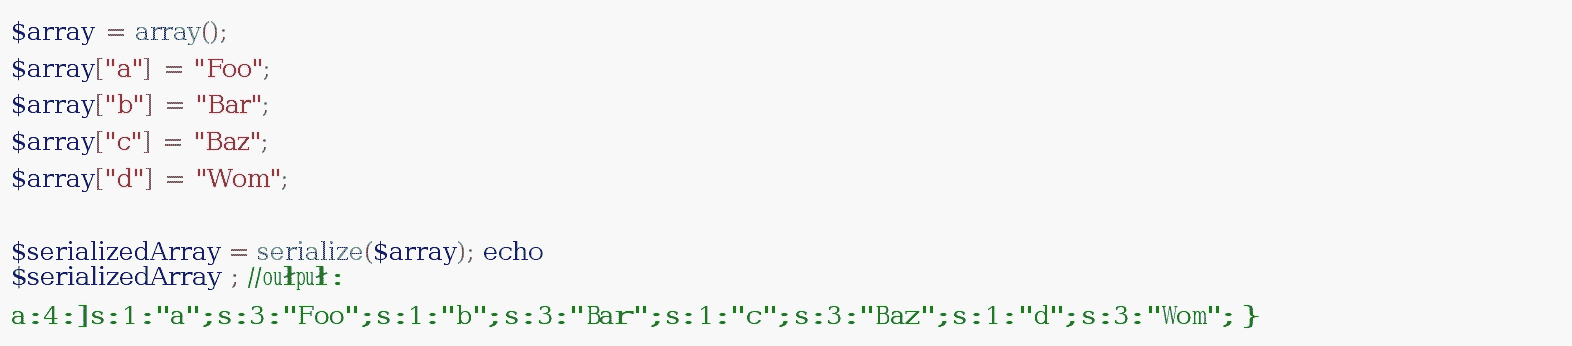 $array = array();
$array["a"] = "Foo";
$array["b"] = "Bar";
$array["c"] = "Baz";
$array["d"] = "Wom";
$serializedArray = serialize($array); echo
$serializedArray ; //oułpuł:
a:4:]s:1:"a";s:3:"Foo";s:1:"b";s:3:"Bar";s:1:"c";s:3:"Baz";s:1:"d";s:3:"Wom"; }